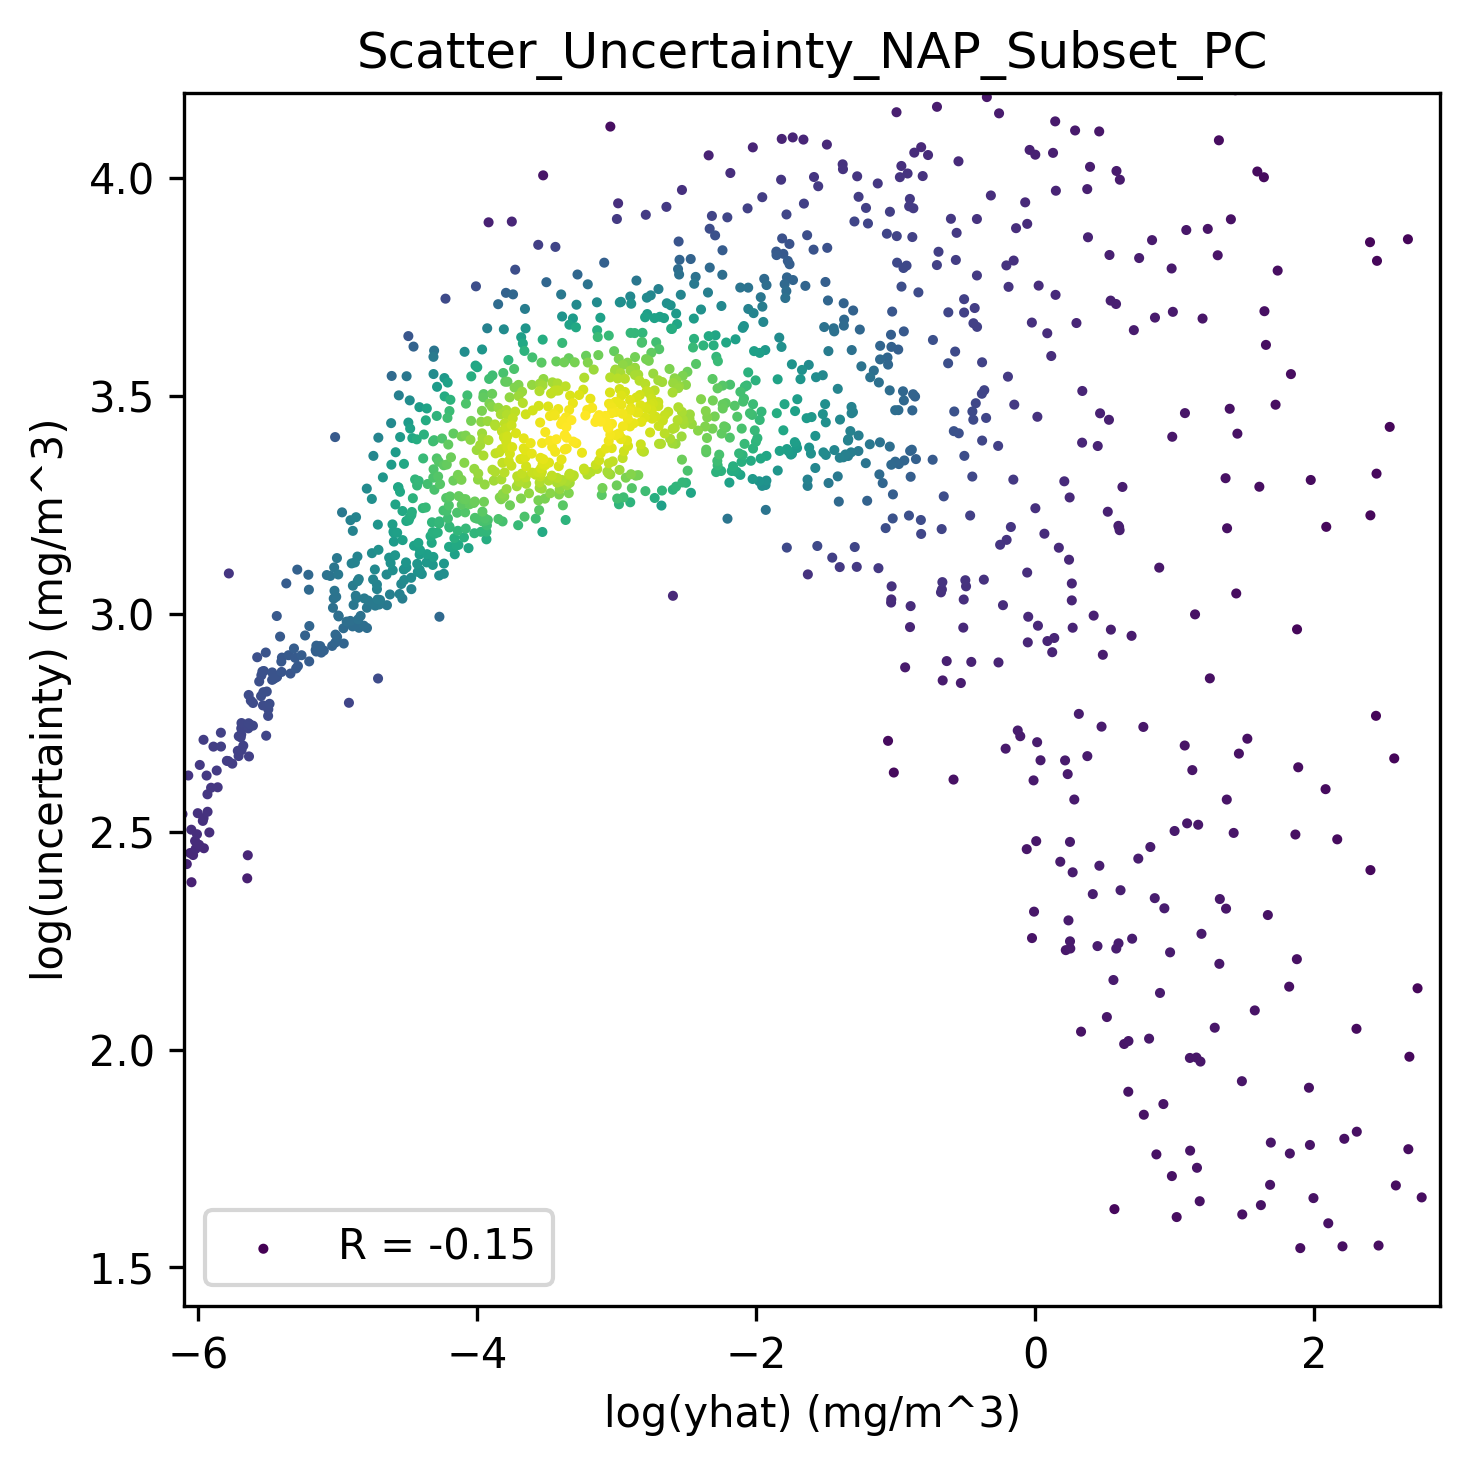 Scatter_Uncertainty_NAP_Subset_PC
log(uncertainty) (mg/m^3)
4.0
3.5
3.0
2.5
2.0
1.5
R = -0.15
−6
−4
−2
0
2
log(yhat) (mg/m^3)